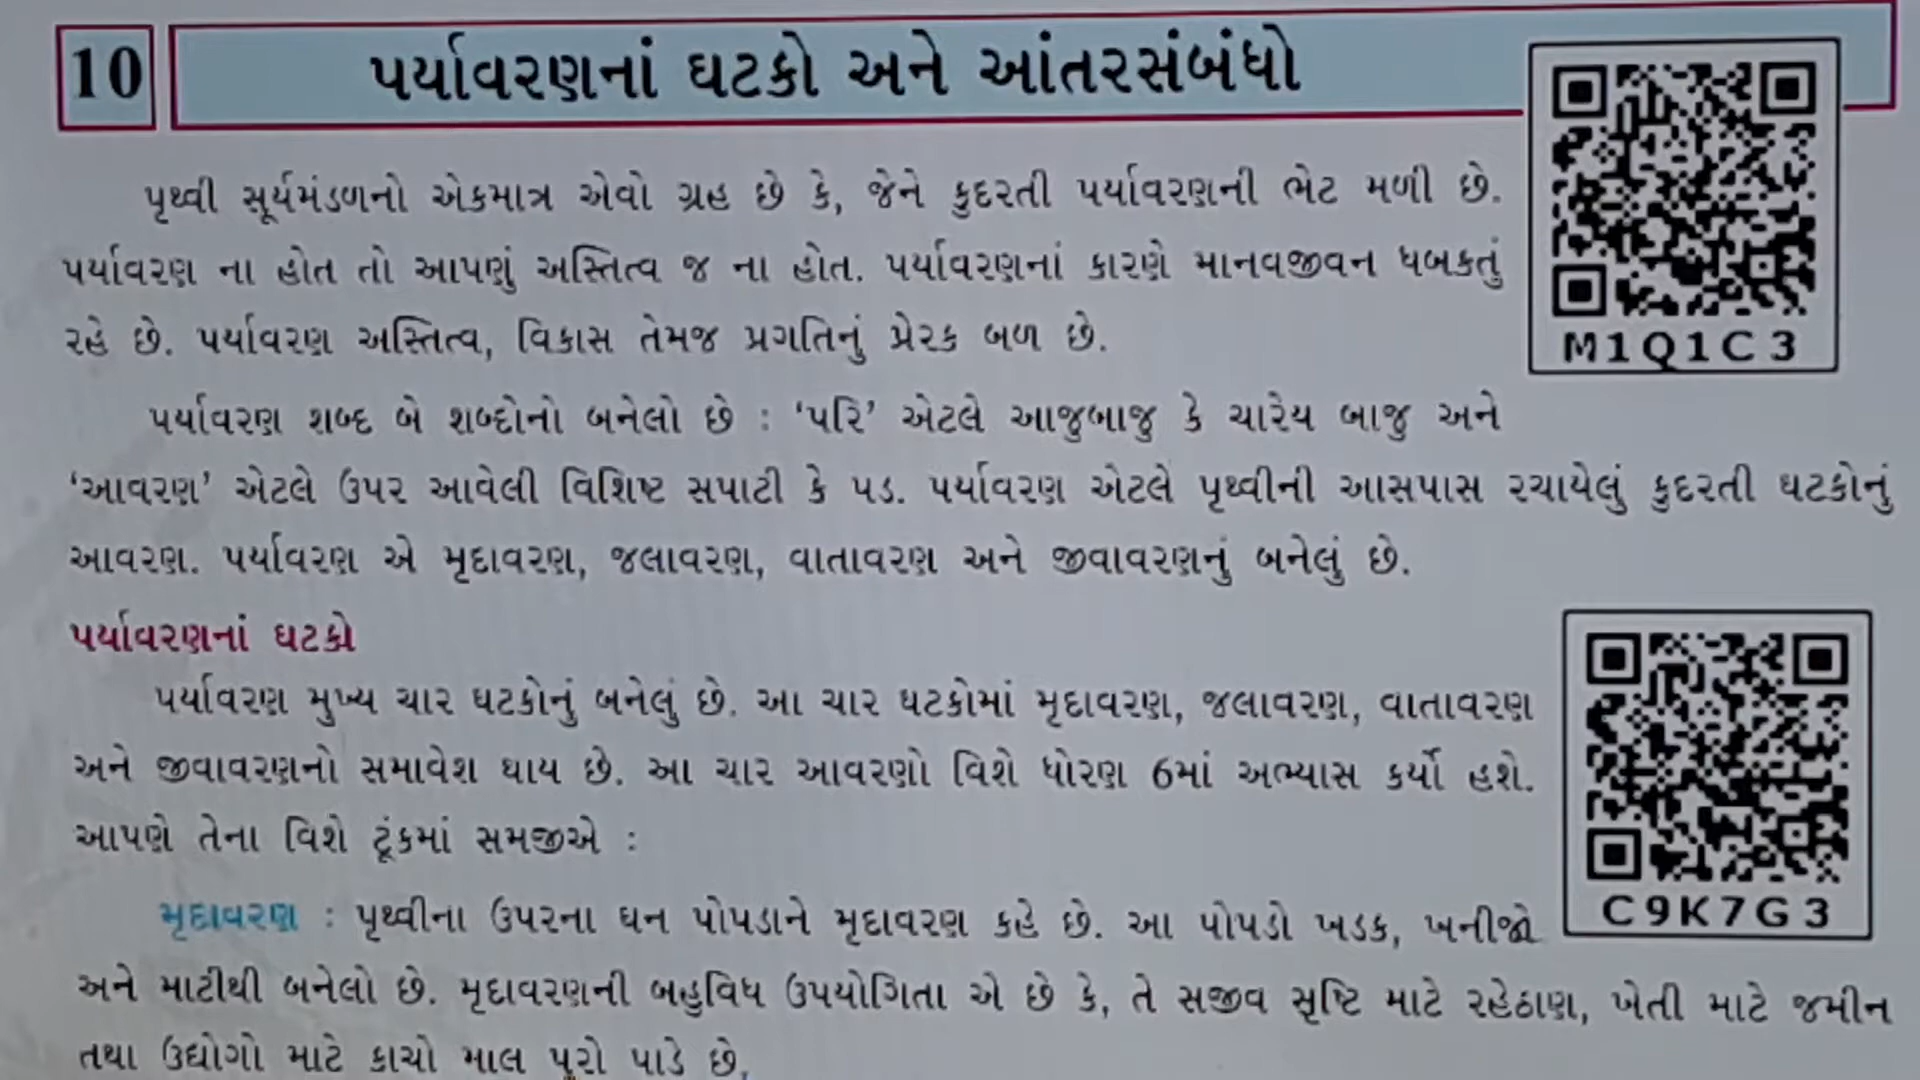 10
પર્યાવરણનાં ઘટકો અને આંતરસંબંધો
પૃથ્વી સૂર્યમંડળનો એકમાત્ર એવો ગ્રહ છે કે, જેને કુદરતી પર્યાવરણની ભેટ મળી છે.
પર્યાવરણ ના હોત તો આપણું અસ્તિત્વ જ ના હોત. પર્યાવરણનાં કારણે માનવજીવન ધબકતું
રહે છે. પર્યાવરણ અસ્તિત્વ, વિકાસ તેમજ પ્રગતિનું પ્રેરક બળ છે.
M1Q1C3
પર્યાવરણ શબ્દ બે શબ્દોનો બનેલો છે : ‘પરિ’ એટલે આજુબાજુ કે ચારેય બાજુ અને
‘આવરણ’ એટલે ઉપર આવેલી વિશિષ્ટ સપાટી કે પડ. પર્યાવરણ એટલે પૃથ્વીની આસપાસ રચાયેલું કુદરતી ઘટકોનું
આવરણ. પર્યાવરણ એ મૃદાવરણ, જલાવરણ, વાતાવરણ અને જીવાવરણનું બનેલું છે.
પર્યાવરણનાં ઘટકો
પર્યાવરણ મુખ્ય ચાર ઘટકોનું બનેલું છે. આ ચાર ઘટકોમાં મૃદાવરણ, જલાવરણ, વાતાવરણ
અને જીવાવરણનો સમાવેશ થાય છે. આ ચાર આવરણો વિશે ધોરણ 6માં અભ્યાસ કર્યો હશે.
આપણે તેના વિશે ટૂંકમાં સમજીએ :
C9K7G3
મૃદાવરણ : પૃથ્વીના ઉપરના ઘન પોપડાને મૃદાવરણ કહે છે. આ પોપડો ખડક, ખનીજો
અને માટીથી બનેલો છે. મૃદાવરણની બહુવિધ ઉપયોગિતા એ છે કે, તે સજીવ સૃષ્ટિ માટે રહેઠાણ, ખેતી માટે જમીન
તથા ઉદ્યોગો માટે કાચો માલ પૂરો પાડે છે.